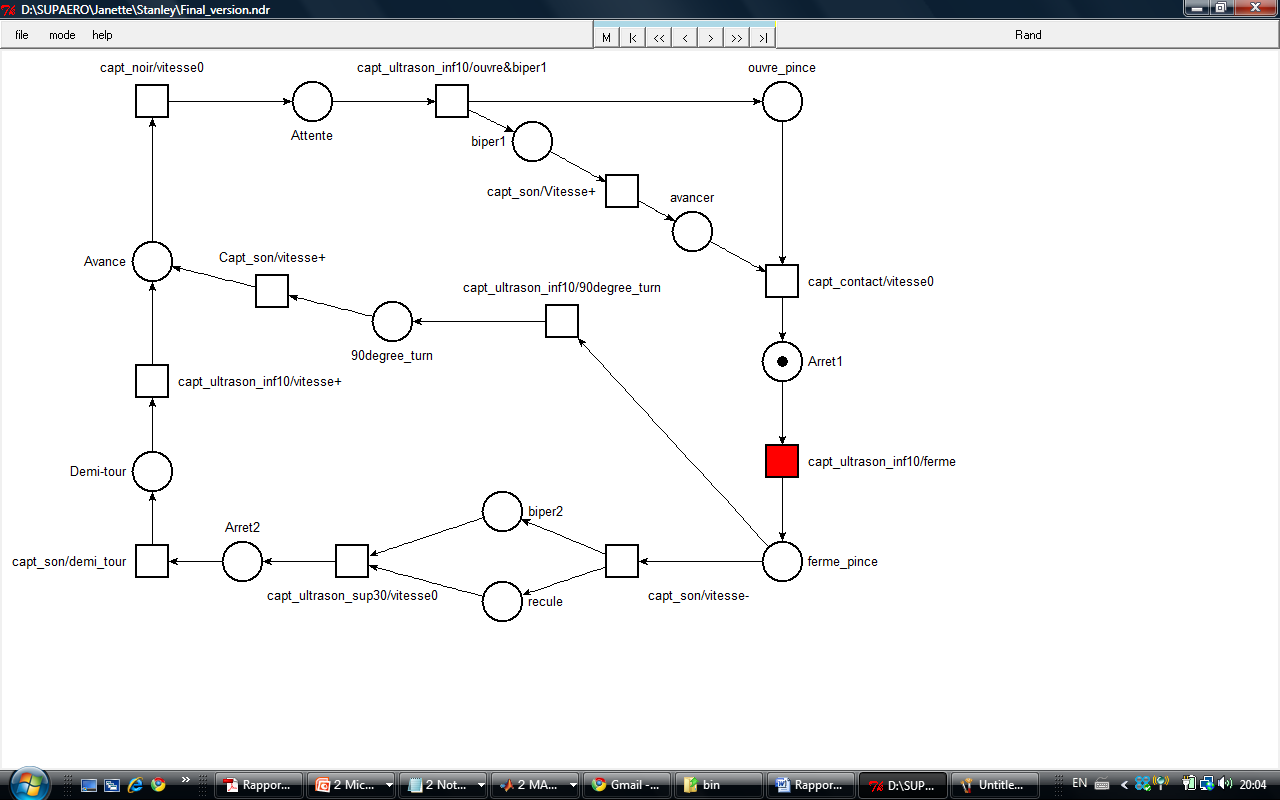 D:\SUPAERO\Janette\Stanley\Final_version.ndr
file mode help M |< << < > >> >| Rand
capt_noir/vitesse0 capt_ultrason_inf10/ouvre&biper1 ouvre_pince
Attente
biper1
capt_son/Vitesse+
avancer
Avance
Capt_son/vitesse+
capt_ultrason_inf10/90degree_turn
capt_contact/vitesse0
90degree_turn
Arret1
capt_ultrason_inf10/vitesse+
capt_ultrason_inf10/ferme
Demi-tour
biper2
Arret2
capt_son/demi_tour
ferme_pince
capt_ultrason_sup30/vitesse0
recule
capt_son/vitesse-
Rappor... 2 Mic... 2 Not... 2 MA... Gmail -... bin Rappor... D:\SUP... Untitle... EN 20:04